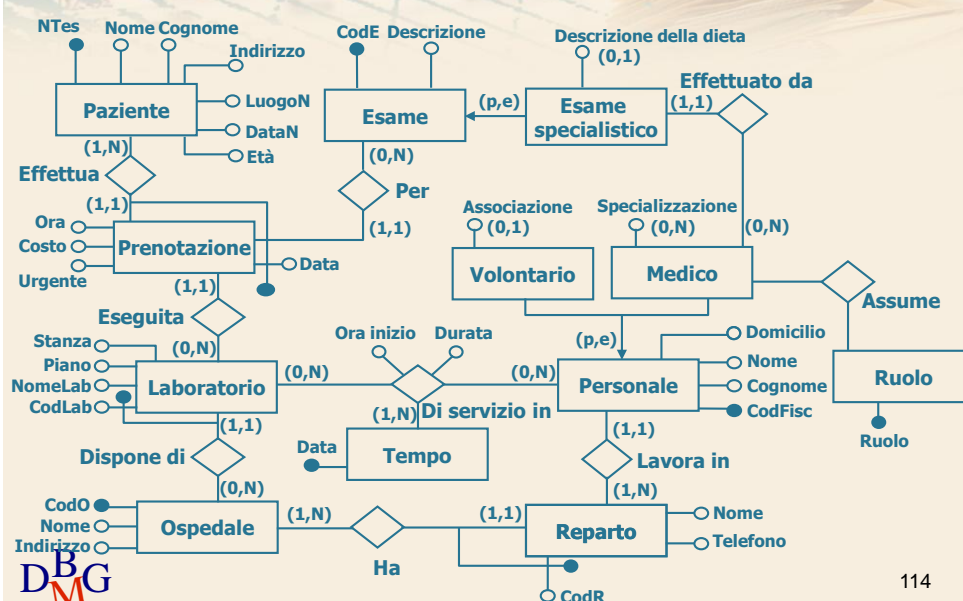 NTes
Nome Cognome
Indirizzo
LuogoN
DataN
Età
Paziente
(1,N)
Effettua
(1,1)
CodE Descrizione
Esame
(0,N)
Per
(1,1)
(p,e)
Descrizione della dieta
(0,1)
Esame
specialistico
(1,1)
Effettuato da
(0,N)
Ora
Costo
Urgente
Prenotazione
Data
(1,1)
Eseguita
(0,N)
Associazione
(0,1)
Volontario
Specializzazione
(0,N)
Medico
Assume
Ruolo
Ruolo
(p,e)
Stanza
Piano
NomeLab
CodLab
Laboratorio
(0,N)
Ora inizio
Durata
(0,N)
Di servizio in
(1,N)
Data
Tempo
Personale
Domicilio
Nome
Cognome
CodFisc
(1,1)
Lavora in
(1,N)
(1,1)
Dispone di
(0,N)
CodO
Nome
Indirizzo
Ospedale
(1,N)
Ha
(1,1)
Reparto
Nome
Telefono
CodR
DBMG
114